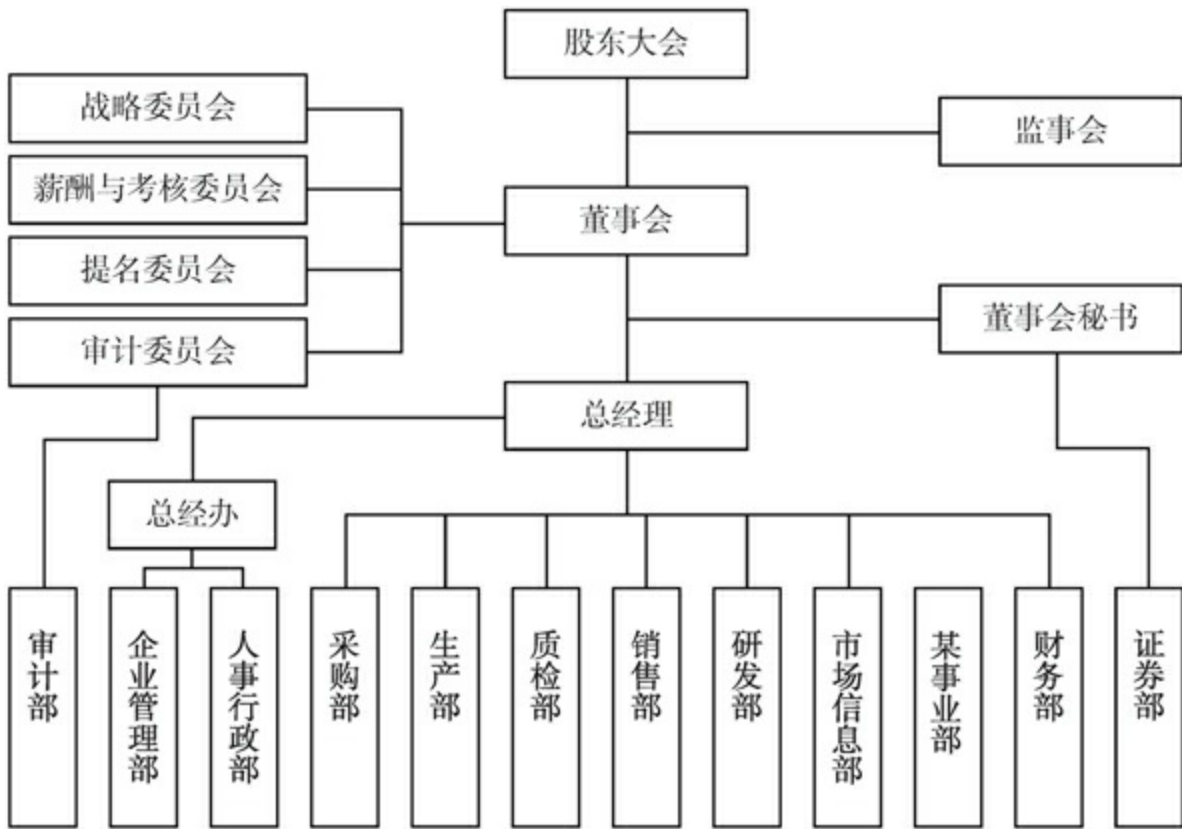 股东大会
战略委员会
监事会
薪酬与考核委员会
董事会
提名委员会
董事会秘书
审计委员会
总经理
总经办
审计部
企业管理部
人事行政部
采购部
生产部
质检部
销售部
研发部
市场信息部
某事业部
财务部
证券部